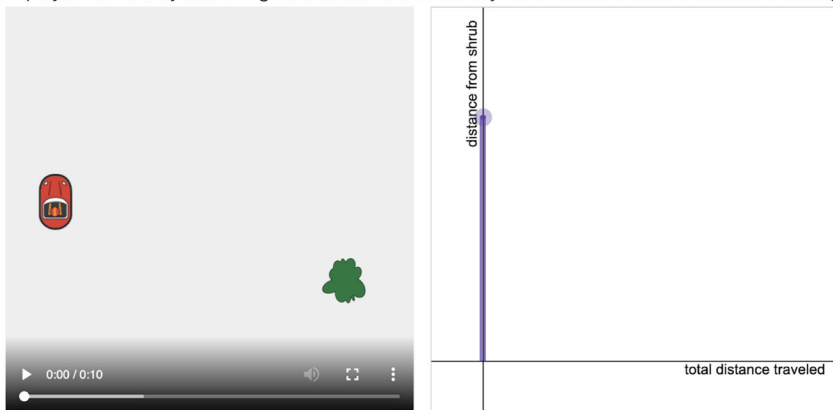 distance from shrub
total distance traveled
0:00 / 0:10